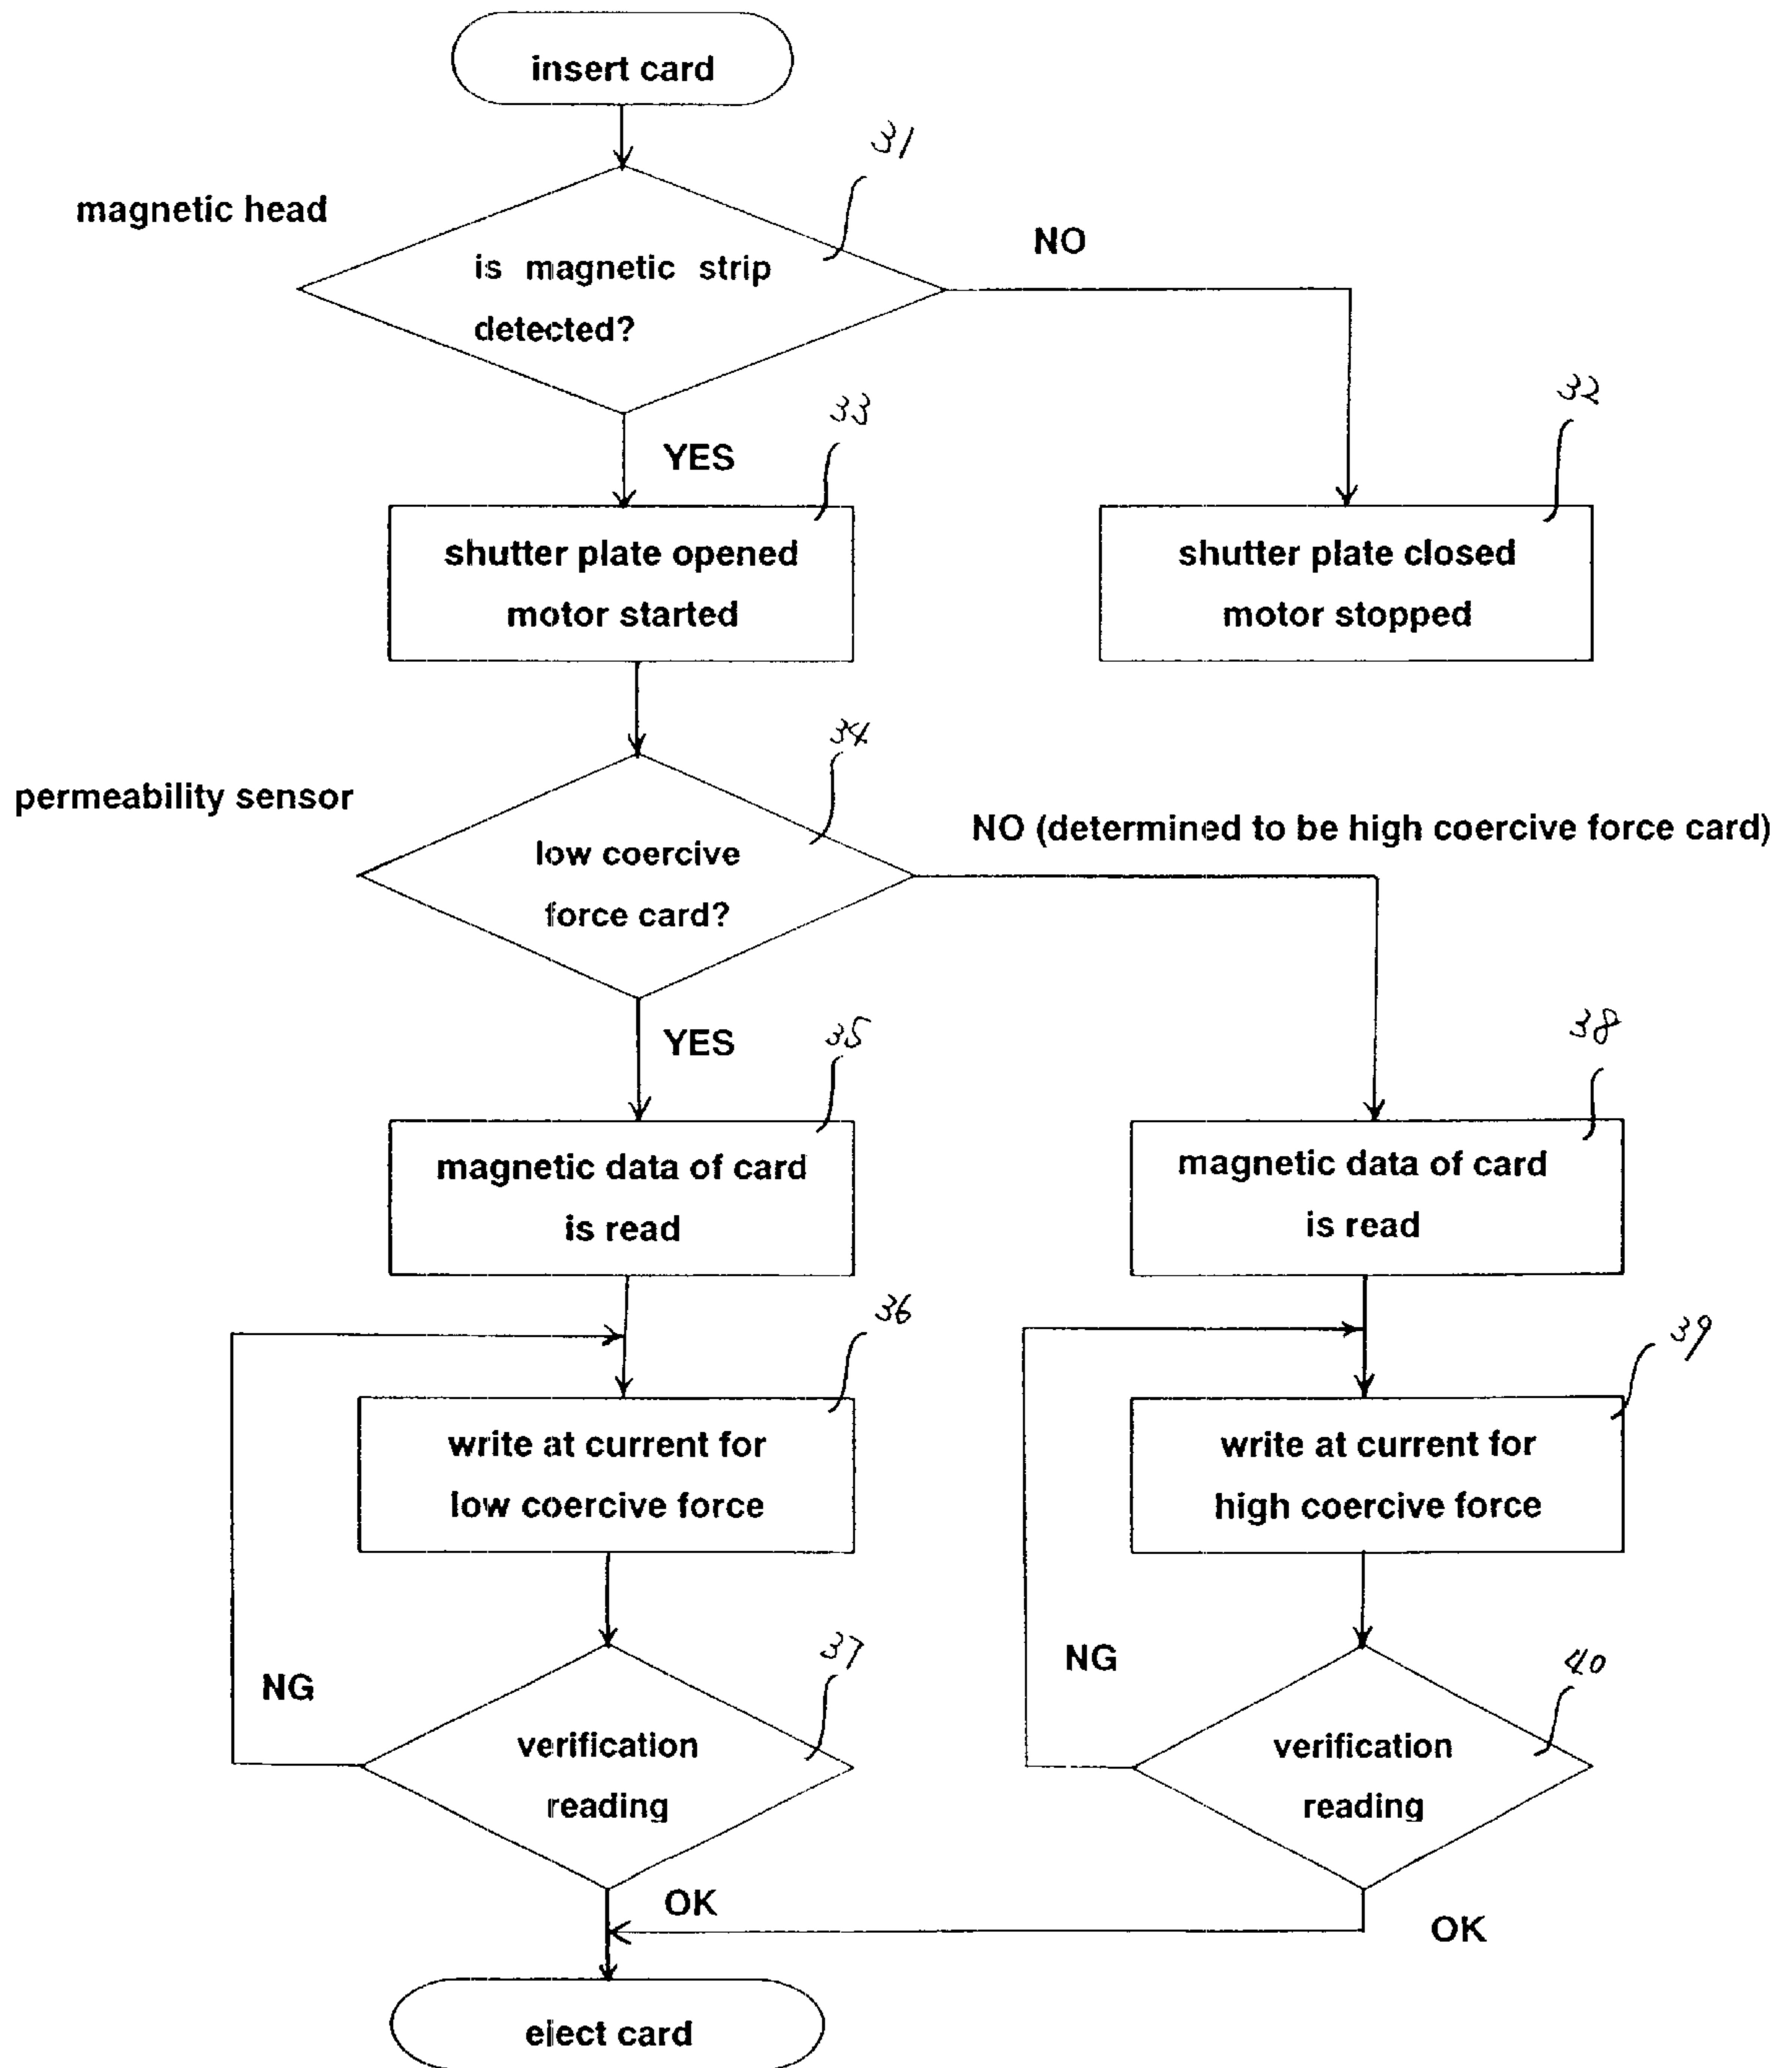 insert card
31
magnetic head
NO
is magnetic strip
detected?
32
33
YES
shutter plate opened
motor started
shutter plate closed
motor stopped
34
permeability sensor
NO (determined to be high coercive force card)
low coercive
force card?
38
35
YES
magnetic data of card
is read
magnetic data of card
is read
36
39
write at current for
low coercive force
write at current for
high coercive force
37
40
NG
NG
verification
reading
verification
reading
OK
OK
eject card